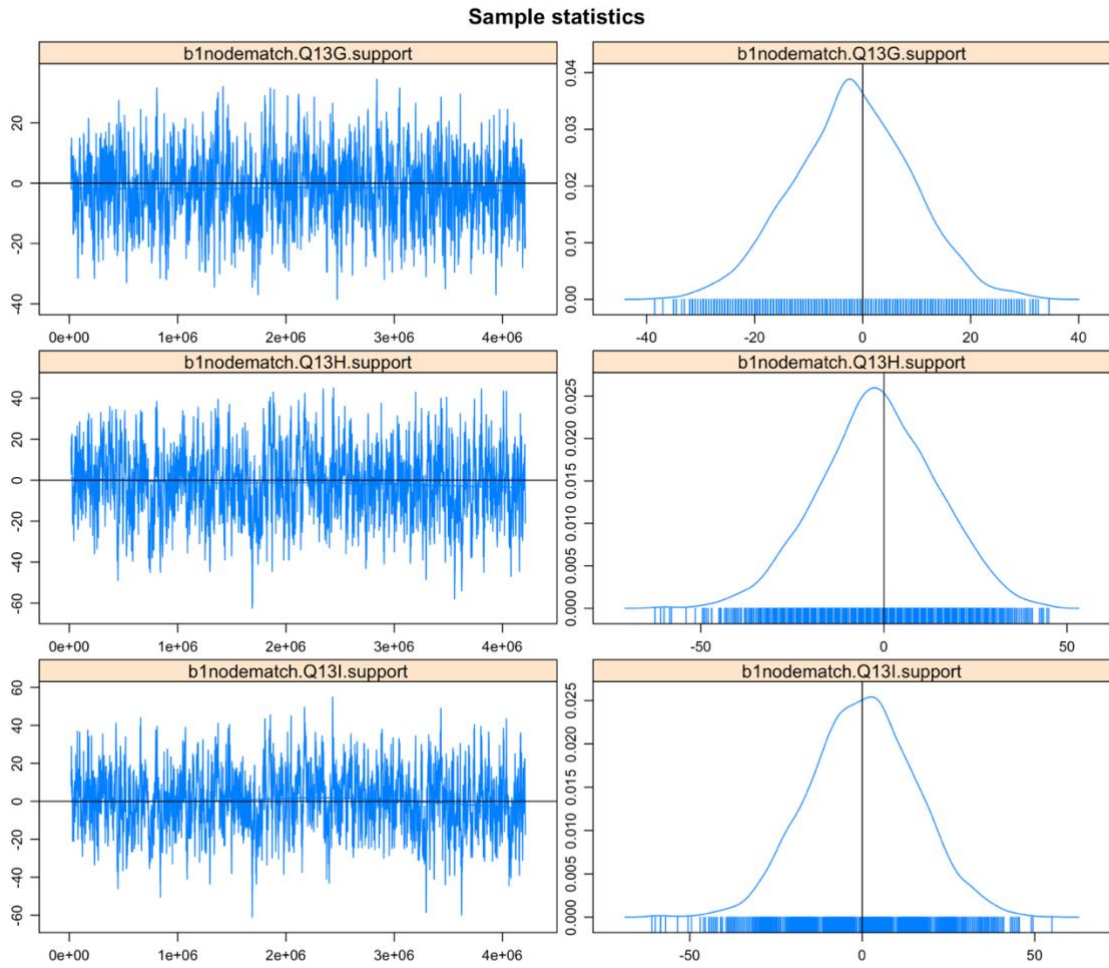 Sample statistics
b1nodematch.Q13G.support
b1nodematch.Q13G.support
20
0
-20
40
0e+00 1e+06 2e+06 3e+06 4e+06
0.04
0.03
0.02
0.01
0.00
-40 -20 0 20 40
b1nodematch.Q13H.support
b1nodematch.Q13H.support
40
20
0
-20
-60
0e+00 1e+06 2e+06 3e+06 4e+06
0.025
0.020
0.015
0.010
0.005
0.000
-50 0 50
b1nodematch.Q13I.support
b1nodematch.Q13I.support
60
40
20
0
-20
-60
0e+00 1e+06 2e+06 3e+06 4e+06
0.025
0.020
0.015
0.010
0.005
0.000
-50 0 50